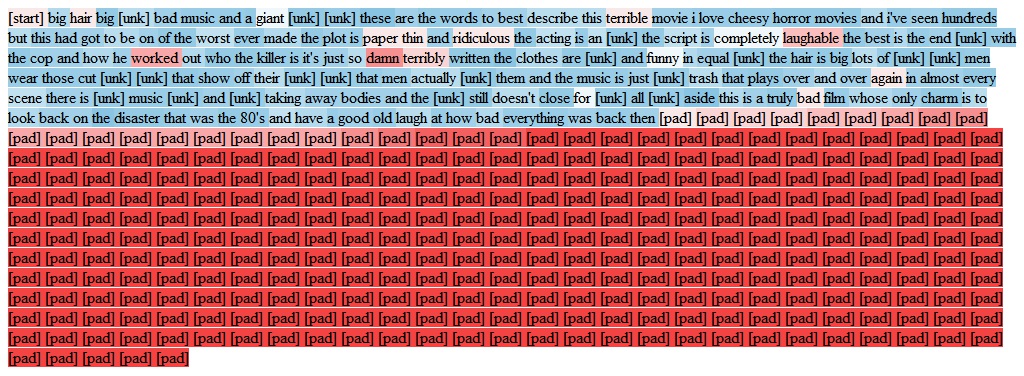 [start] big hair big [unk] bad music and a giant [unk] [unk] these are the words to best describe this terrible movie i love cheesy horror movies and i've seen hundreds
but this had got to be on of the worst ever made the plot is paper thin and ridiculous the acting is an [unk] the script is completely laughable the best is the end [unk] with
the cop and how he worked out who the killer is it's just so damn terribly written the clothes are [unk] and funny in equal [unk] the hair is big lots of [unk] [unk] men
wear those cut [unk] [unk] that show off their [unk] [unk] that men actually [unk] them and the music is just [unk] trash that plays over and over again in almost every
scene there is [unk] music [unk] and [unk] taking away bodies and the [unk] still doesn't close for [unk] all [unk] aside this is a truly bad film whose only charm is to
look back on the disaster that was the 80's and have a good old laugh at how bad everything was back then [pad] [pad] [pad] [pad] [pad] [pad] [pad] [pad] [pad]
[pad] [pad] [pad] [pad] [pad] [pad] [pad] [pad] [pad] [pad] [pad] [pad] [pad] [pad] [pad] [pad] [pad] [pad] [pad] [pad] [pad] [pad] [pad] [pad] [pad] [pad] [pad]
[pad] [pad] [pad] [pad] [pad] [pad] [pad] [pad] [pad] [pad] [pad] [pad] [pad] [pad] [pad] [pad] [pad] [pad] [pad] [pad] [pad] [pad] [pad] [pad] [pad] [pad] [pad]
[pad] [pad] [pad] [pad] [pad] [pad] [pad] [pad] [pad] [pad] [pad] [pad] [pad] [pad] [pad] [pad] [pad] [pad] [pad] [pad] [pad] [pad] [pad] [pad] [pad] [pad] [pad]
[pad] [pad] [pad] [pad] [pad] [pad] [pad] [pad] [pad] [pad] [pad] [pad] [pad] [pad] [pad] [pad] [pad] [pad] [pad] [pad] [pad] [pad] [pad] [pad] [pad] [pad] [pad]
[pad] [pad] [pad] [pad] [pad] [pad] [pad] [pad] [pad] [pad] [pad] [pad] [pad] [pad] [pad] [pad] [pad] [pad] [pad] [pad] [pad] [pad] [pad] [pad] [pad] [pad] [pad]
[pad] [pad] [pad] [pad] [pad] [pad] [pad] [pad] [pad] [pad] [pad] [pad] [pad] [pad] [pad] [pad] [pad] [pad] [pad] [pad] [pad] [pad] [pad] [pad] [pad] [pad] [pad]
[pad] [pad] [pad] [pad] [pad] [pad] [pad] [pad] [pad] [pad] [pad] [pad] [pad] [pad] [pad] [pad] [pad] [pad] [pad] [pad] [pad] [pad] [pad] [pad] [pad] [pad] [pad]
[pad] [pad] [pad] [pad] [pad] [pad] [pad] [pad] [pad] [pad] [pad] [pad] [pad] [pad] [pad] [pad] [pad] [pad] [pad] [pad] [pad] [pad] [pad] [pad] [pad] [pad] [pad]
[pad] [pad] [pad] [pad] [pad] [pad] [pad] [pad] [pad] [pad] [pad] [pad] [pad] [pad] [pad] [pad] [pad] [pad] [pad] [pad] [pad] [pad] [pad] [pad] [pad] [pad] [pad]
[pad] [pad] [pad] [pad] [pad] [pad] [pad] [pad] [pad] [pad] [pad] [pad] [pad] [pad] [pad] [pad] [pad] [pad] [pad] [pad] [pad] [pad] [pad] [pad] [pad] [pad] [pad]
[pad] [pad] [pad] [pad] [pad] [pad] [pad] [pad] [pad] [pad] [pad] [pad] [pad] [pad] [pad] [pad] [pad] [pad] [pad] [pad] [pad] [pad] [pad] [pad] [pad] [pad] [pad]
[pad] [pad] [pad] [pad] [pad]